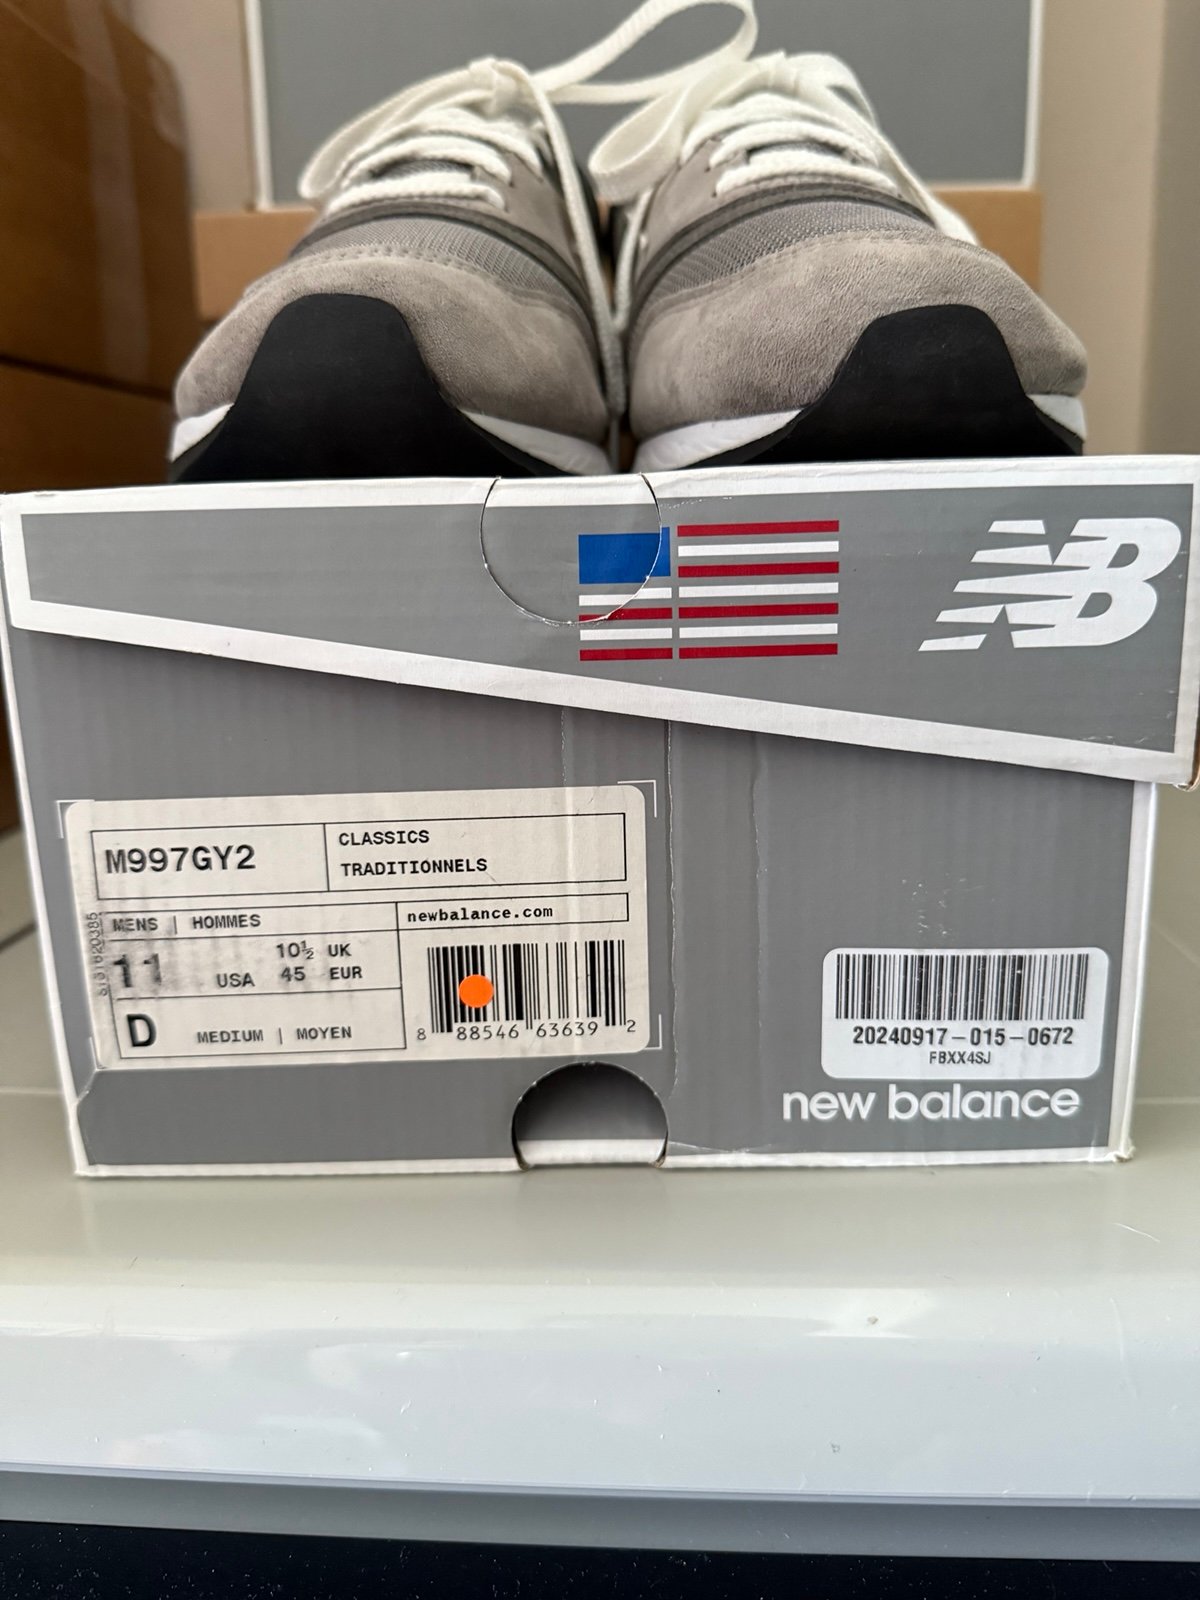 NB
M997GY2
CLASSICS
TRADITIONNELS
MENS | HOMMES
newbalance.com
11 USA
10½ UK
45 EUR
D MEDIUM | MOYEN
8 88546 63639 2
20240917-015-0672
FBXX4SJ
new balance